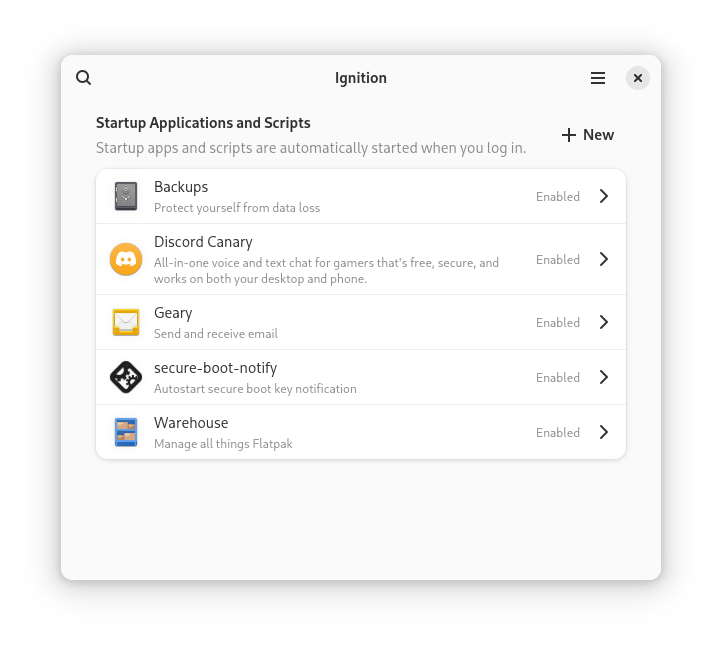 Ignition
Startup Applications and Scripts
Startup apps and scripts are automatically started when you log in.
New
Backups
Protect yourself from data loss
Enabled
Discord Canary
All-in-one voice and text chat for gamers that's free, secure, and
works on both your desktop and phone.
Enabled
Geary
Send and receive email
Enabled
secure-boot-notify
Autostart secure boot key notification
Enabled
Warehouse
Manage all things Flatpak
Enabled